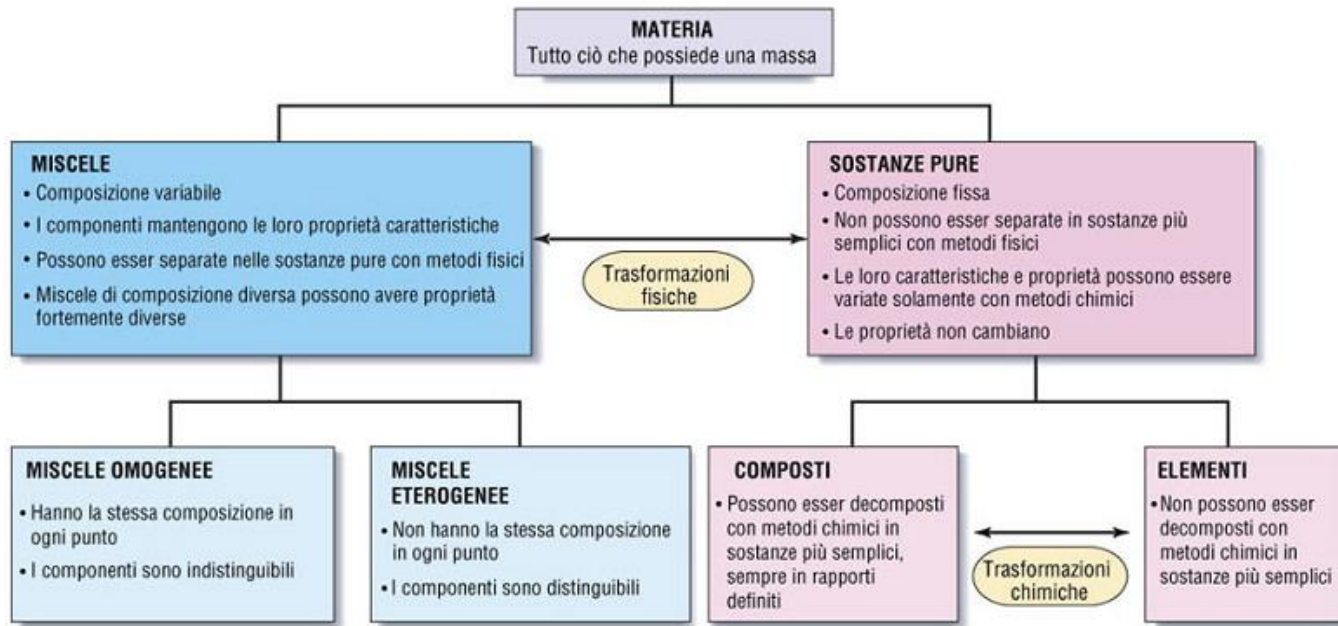 MATERIA
Tutto ciò che possiede una massa
MISCELE
• Composizione variabile
• I componenti mantengono le loro proprietà caratteristiche
• Possono esser separate nelle sostanze pure con metodi fisici
• Miscele di composizione diversa possono avere proprietà
fortemente diverse
Trasformazioni
fisiche
SOSTANZE PURE
• Composizione fissa
• Non possono esser separate in sostanze più
semplici con metodi fisici
• Le loro caratteristiche e proprietà possono essere
variate solamente con metodi chimici
• Le proprietà non cambiano
MISCELE OMOGENEE
• Hanno la stessa composizione in
ogni punto
• I componenti sono indistinguibili
MISCELE
ETEROGENEE
• Non hanno la stessa composizione
in ogni punto
• I componenti sono distinguibili
COMPOSTI
• Possono esser decomposti
con metodi chimici in
sostanze più semplici,
sempre in rapporti
definiti
Trasformazioni
chimiche
ELEMENTI
• Non possono esser
decomposti con
metodi chimici in
sostanze più semplici